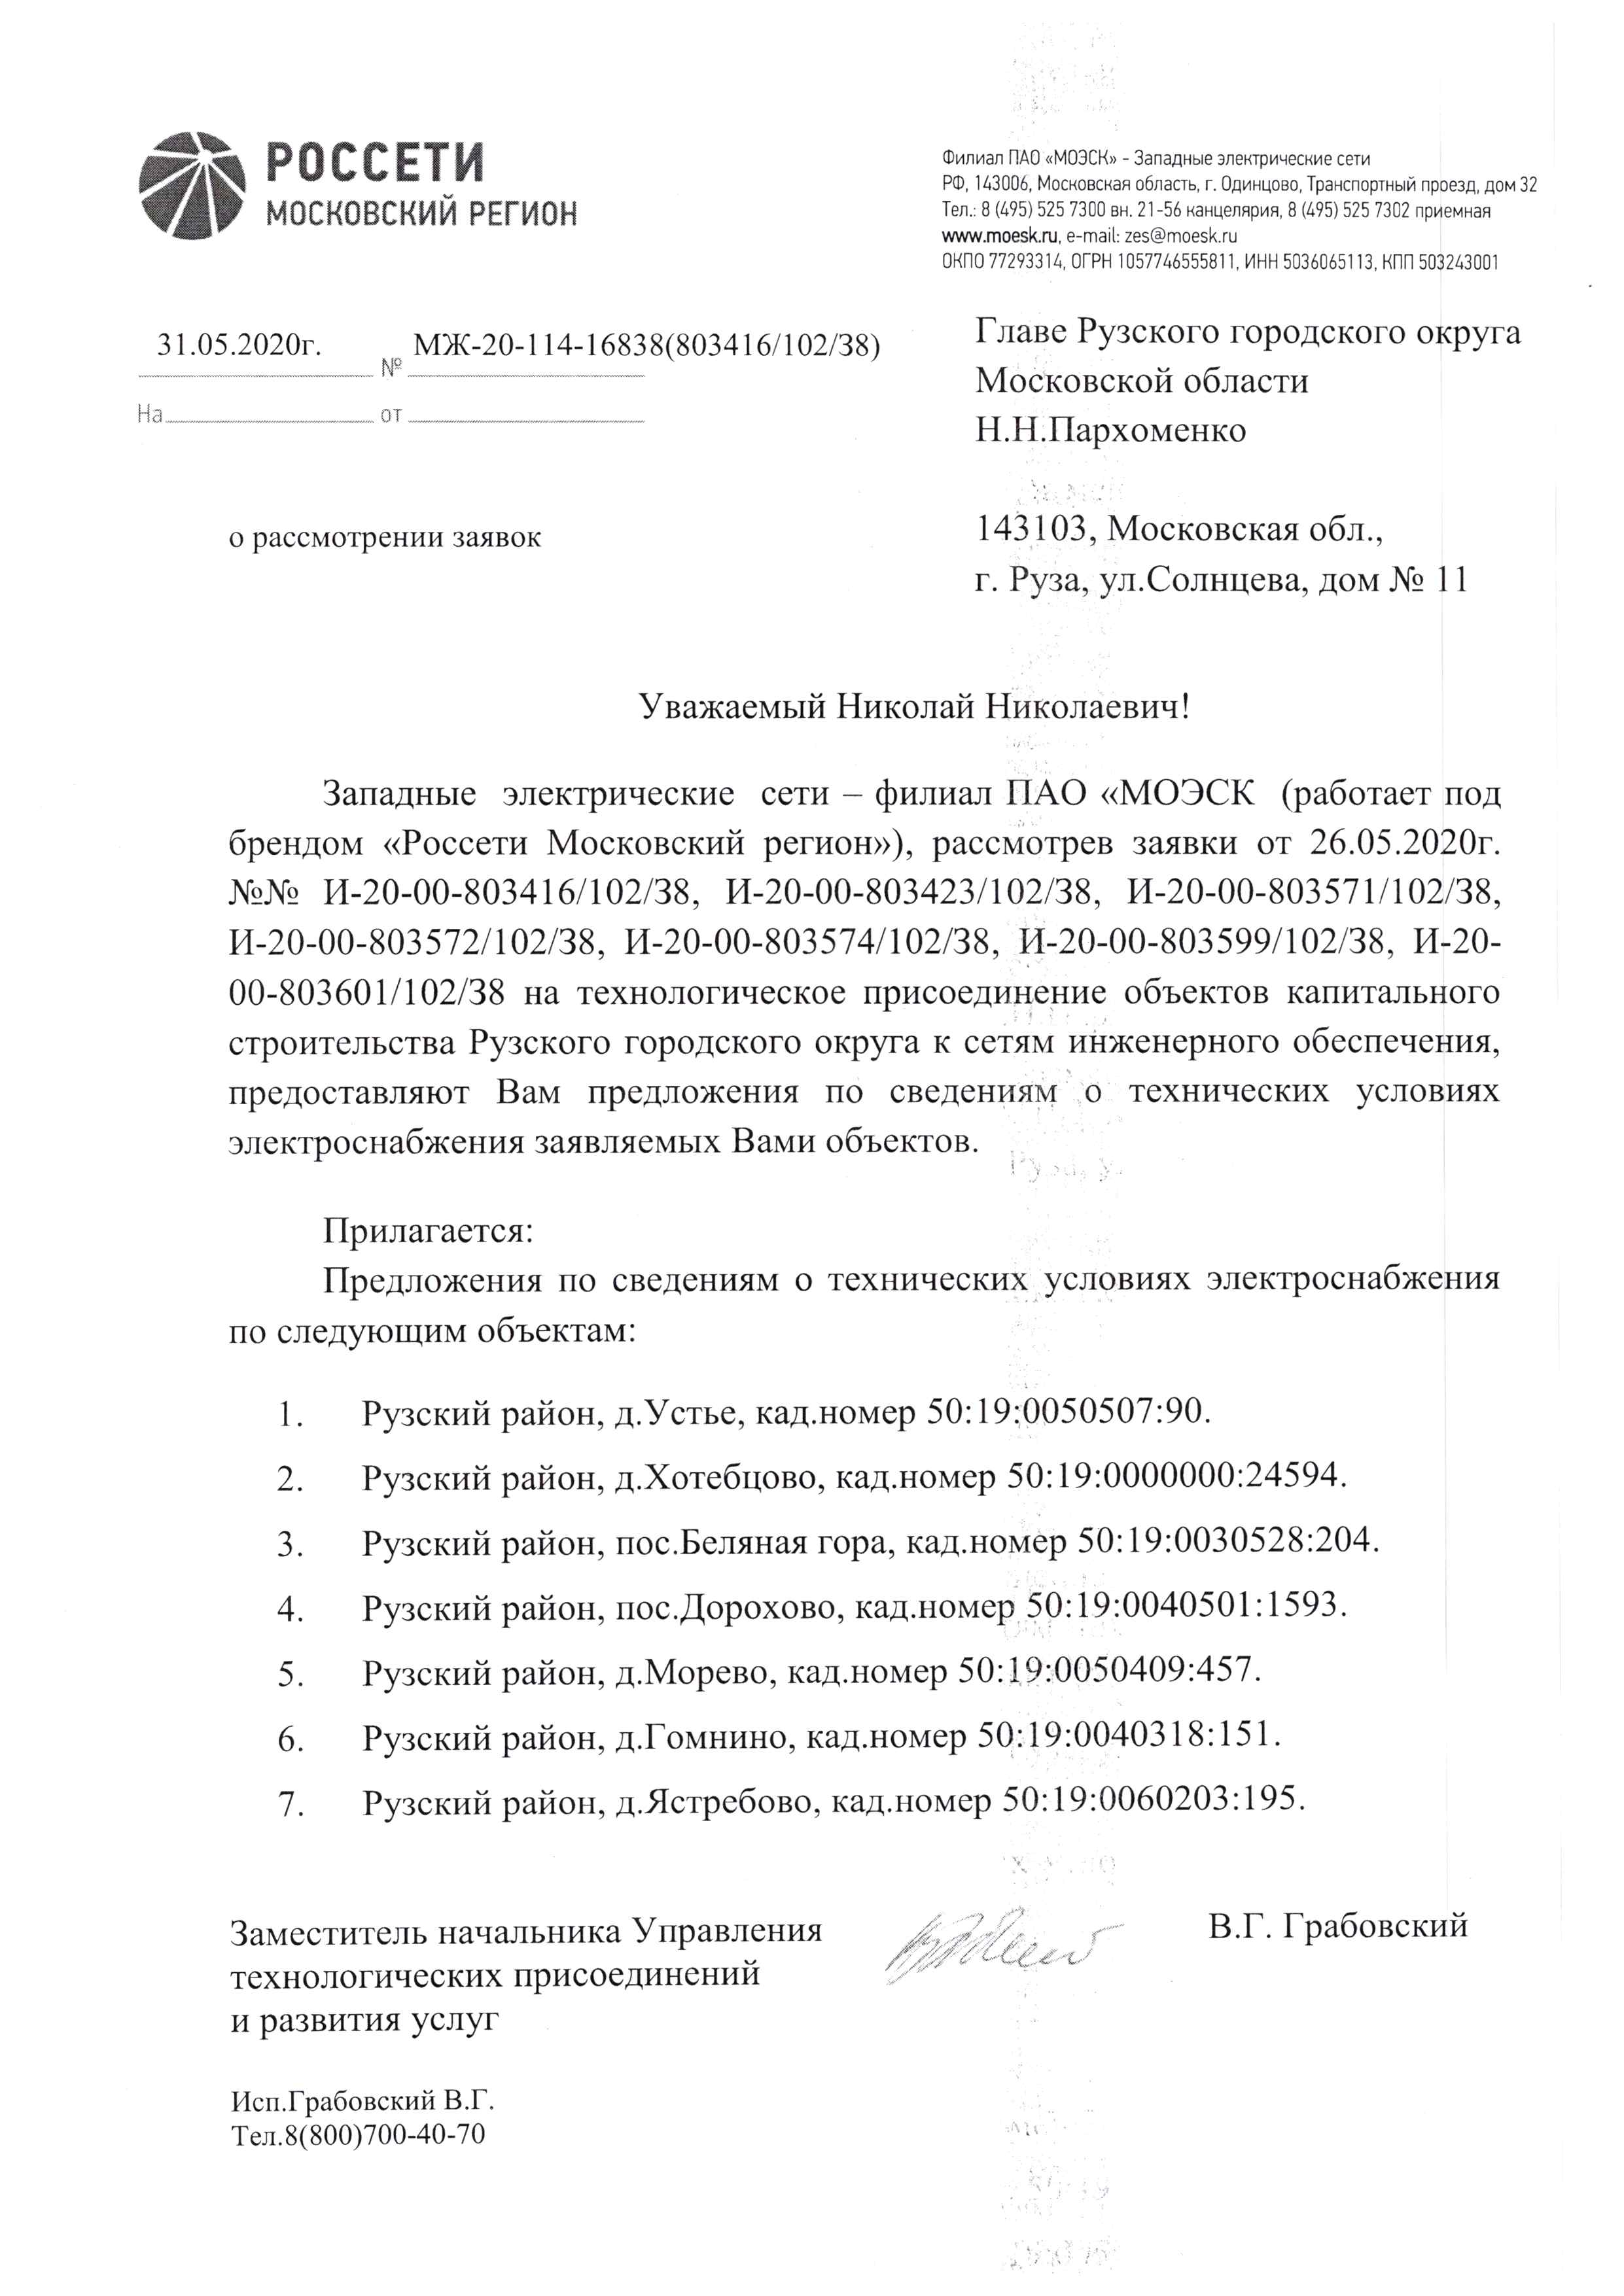 РОССЕТИ
МОСКОВСКИЙ РЕГИОН
Филиал ПАО «МОЭСК» - Западные электрические сети
РФ, 143006, Московская область, г. Одинцово, Транспортный проезд, дом 32
Тел.: 8 (495) 525 7300 вн. 21-56 канцелярия, 8 (495) 525 7302 приемная
www.moesk.ru, e-mail: zes@moesk.ru
ОКПО 77293314, ОГРН 1057746555811, ИНН 5036065113, КПП 503243001
31.05.2020г. № МЖ-20-114-16838(803416/102/З8)
На от
Главе Рузского городского округа
Московской области
Н.Н.Пархоменко
о рассмотрении заявок
143103, Московская обл.,
г. Руза, ул.Солнцева, дом № 11
Уважаемый Николай Николаевич!
Западные электрические сети – филиал ПАО «МОЭСК (работает под
брендом «Россети Московский регион»), рассмотрев заявки от 26.05.2020г.
№№ И-20-00-803416/102/З8, И-20-00-803423/102/З8, И-20-00-803571/102/З8,
И-20-00-803572/102/З8, И-20-00-803574/102/З8, И-20-00-803599/102/З8, И-20-
00-803601/102/З8 на технологическое присоединение объектов капитального
строительства Рузского городского округа к сетям инженерного обеспечения,
предоставляют Вам предложения по сведениям о технических условиях
электроснабжения заявляемых Вами объектов.
Прилагается:
Предложения по сведениям о технических условиях электроснабжения
по следующим объектам:
1. Рузский район, д.Устье, кад.номер 50:19:0050507:90.
2. Рузский район, д.Хотебцово, кад.номер 50:19:0000000:24594.
3. Рузский район, пос.Беляная гора, кад.номер 50:19:0030528:204.
4. Рузский район, пос.Дорохово, кад.номер 50:19:0040501:1593.
5. Рузский район, д.Морево, кад.номер 50:19:0050409:457.
6. Рузский район, д.Гомнино, кад.номер 50:19:0040318:151.
7. Рузский район, д.Ястребово, кад.номер 50:19:0060203:195.
Заместитель начальника Управления
технологических присоединений
и развития услуг
В.Г. Грабовский
Исп.Грабовский В.Г.
Тел.8(800)700-40-70